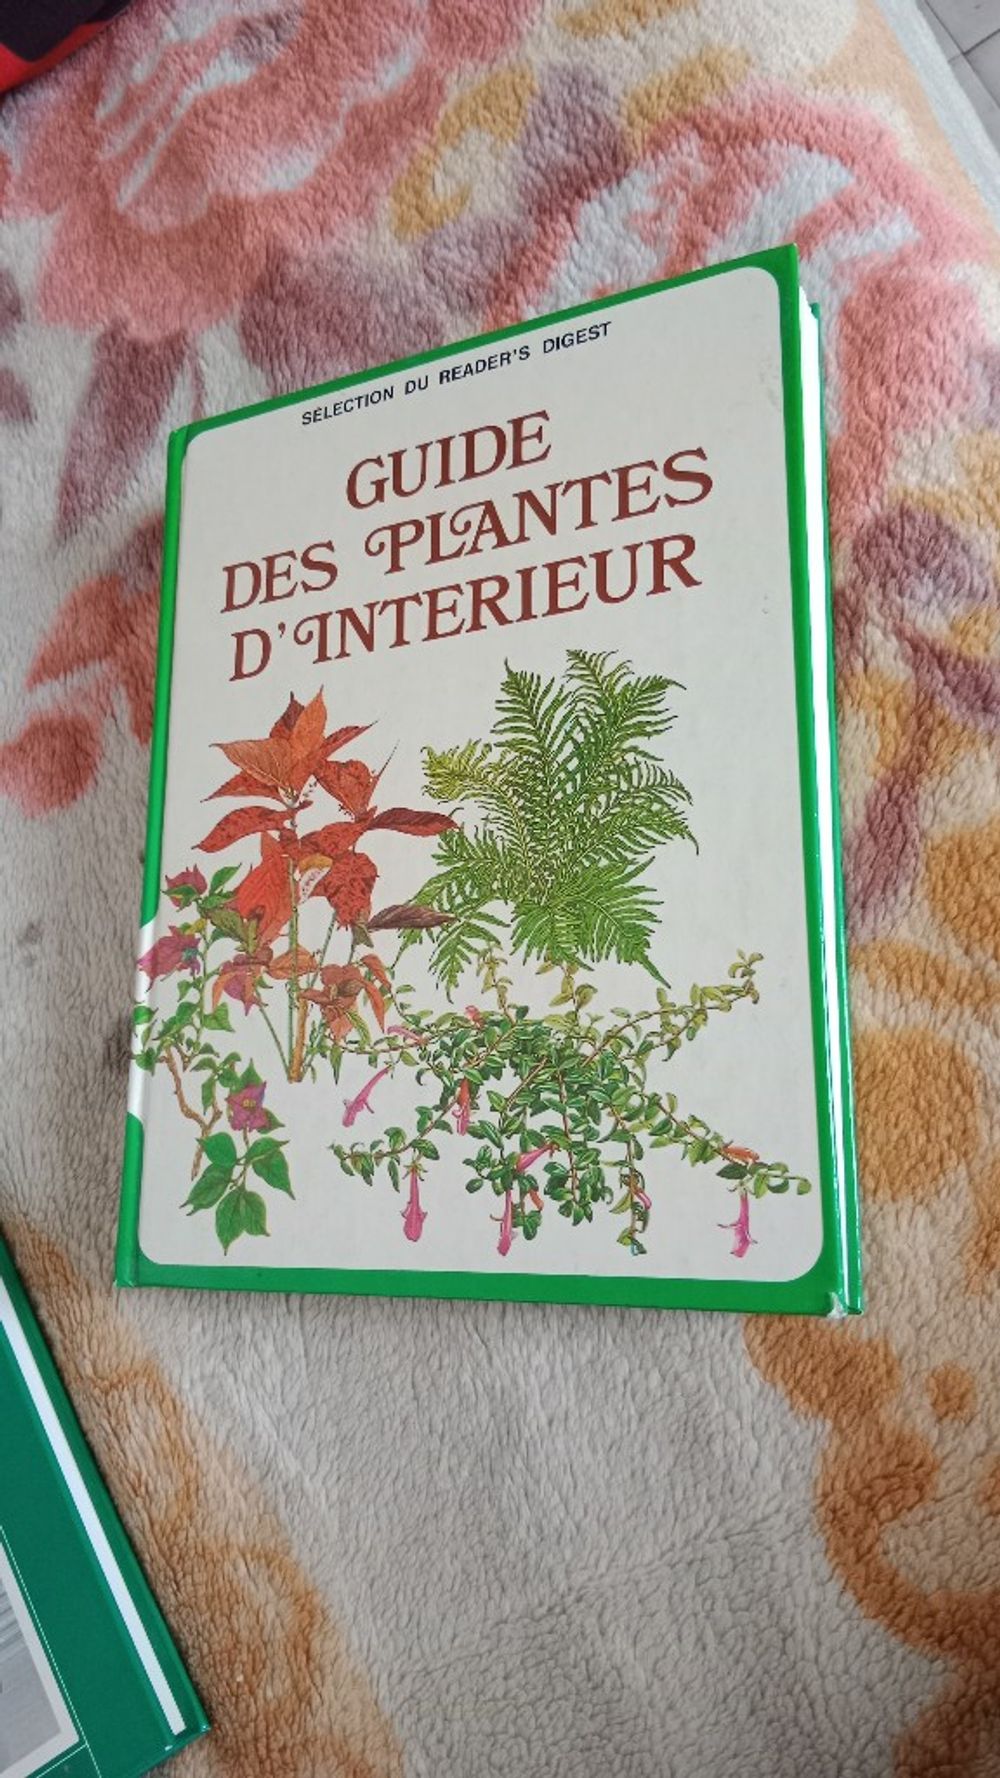 SÉLECTION DU READER'S DIGEST
GUIDE
DES PLANTES
D'INTERIEUR